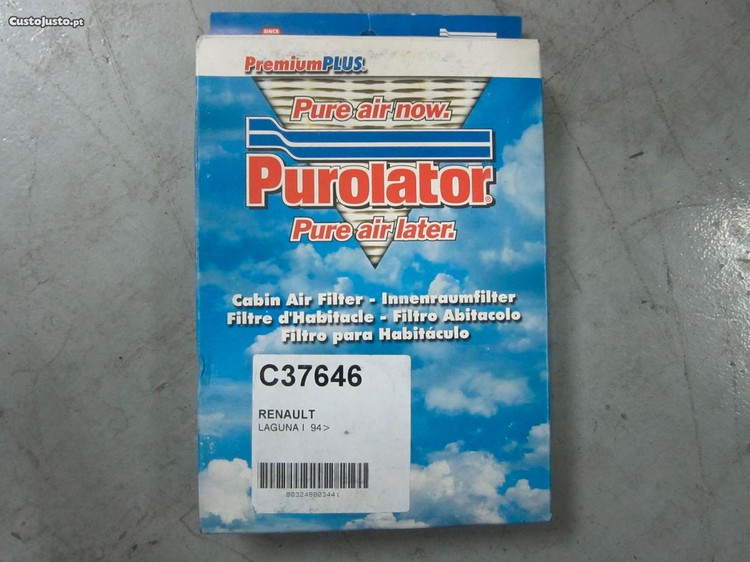 CustoJusto.pt
SINCE
PremiumPLUS.
Pure air now.
Purolator®
Pure air later.
Cabin Air Filter - Innenraumfilter
Filtre d'Habitacle - Filtro Abitacolo
Filtro para Habitáculo
C37646
RENAULT
LAGUNA I 94>